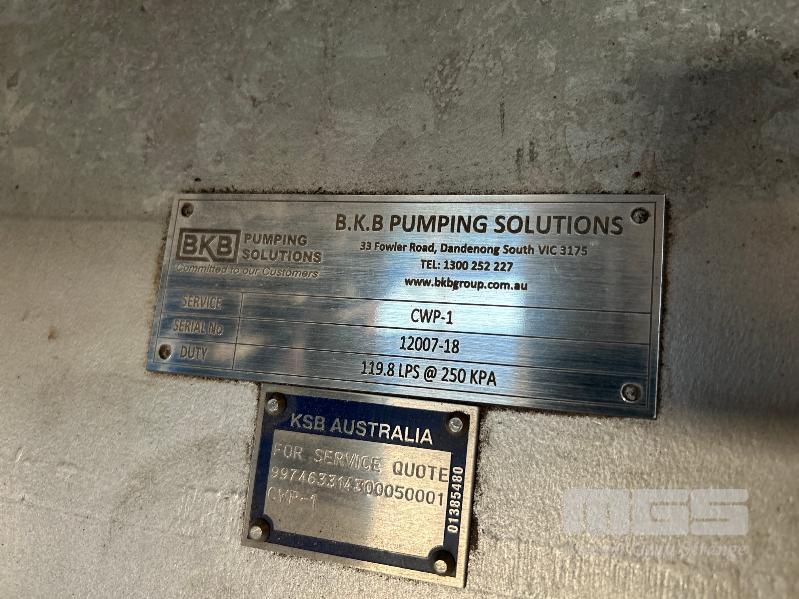 B.K.B PUMPING SOLUTIONS
33 Fowler Road, Dandenong South VIC 3175
TEL: 1300 252 227
www.bkbgroup.com.au
BKB PUMPING
SOLUTIONS
Committed to our Customers
SERVICE CWP-1
SERIAL No 12007-18
DUTY 119.8 LPS @ 250 KPA
KSB AUSTRALIA
FOR SERVICE QUOTE
997463314300050001
CWP-1
01385480
MGS